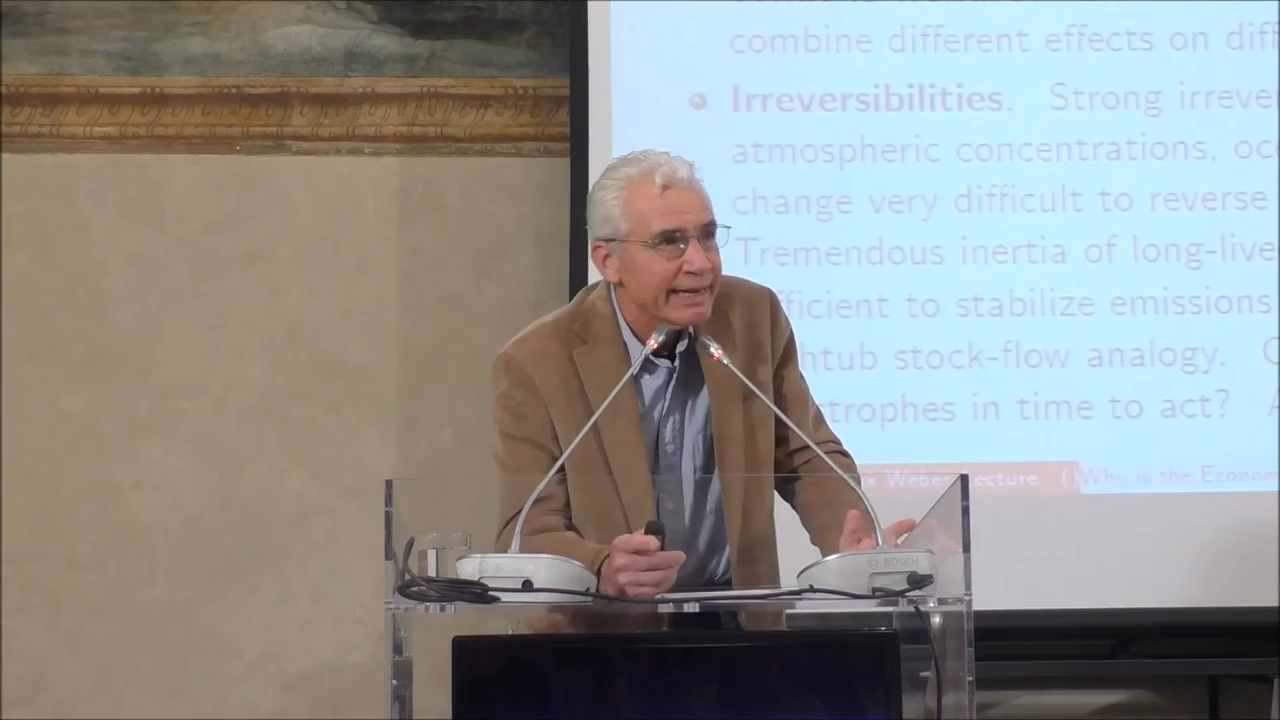 combine different effects on diff
Irreversibilities. Strong irrever
atmospheric concentrations, oc
change very difficult to reverse
Tremendous inertia of long-live
fficient to stabilize emissions
htub stock-flow analogy.
trophes in time to act?
x Weber Lecture () Why is the Econom
BOSCH